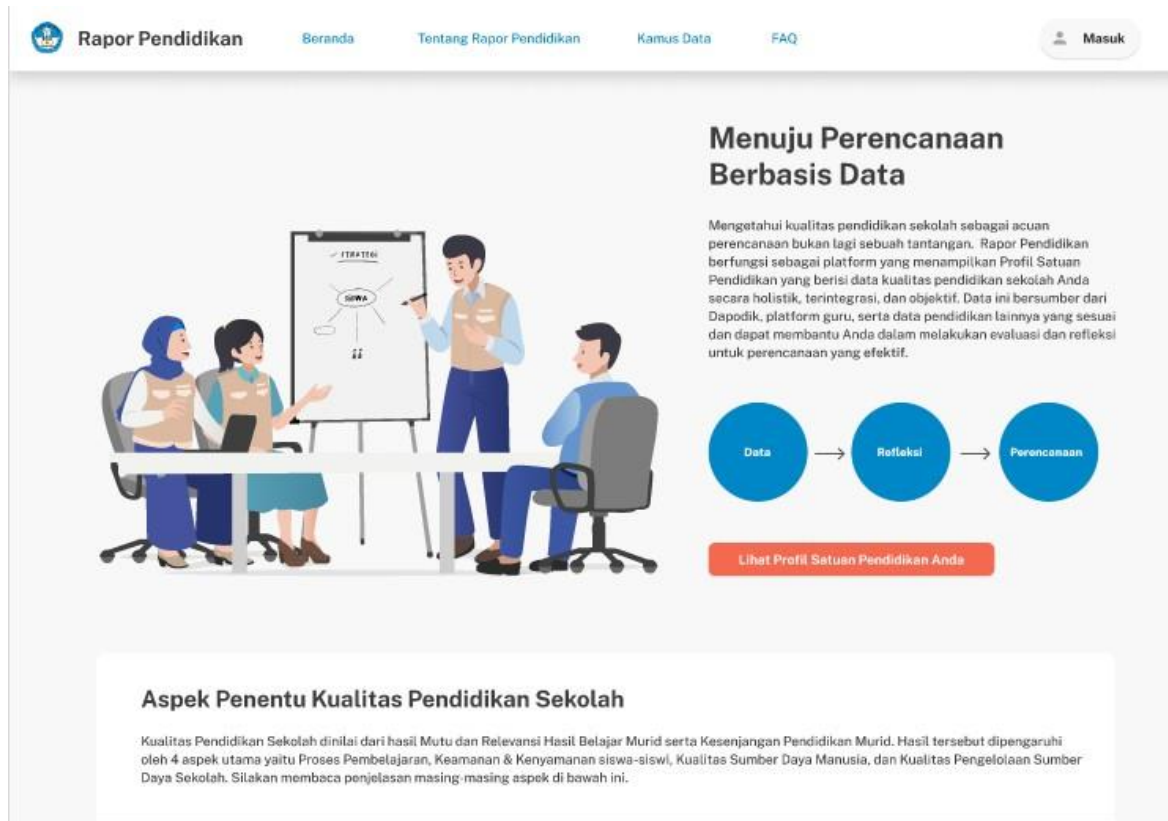 Rapor Pendidikan
Beranda
Tentang Rapor Pendidikan
Kamus Data
FAQ
Masuk
Menuju Perencanaan
Berbasis Data
Mengetahui kualitas pendidikan sekolah sebagai acuan
perencanaan bukan lagi sebuah tantangan. Rapor Pendidikan
berfungsi sebagai platform yang menampilkan Profil Satuan
Pendidikan yang berisi data kualitas pendidikan sekolah Anda
secara holistik, terintegrasi, dan objektif. Data ini bersumber dari
Dapodik, platform guru, serta data pendidikan lainnya yang sesuai
dan dapat membantu Anda dalam melakukan evaluasi dan refleksi
untuk perencanaan yang efektif.
STRATEGI
SISWA
Data
Refleksi
Perencanaan
Lihat Profil Satuan Pendidikan Anda
Aspek Penentu Kualitas Pendidikan Sekolah
Kualitas Pendidikan Sekolah dinilai dari hasil Mutu dan Relevansi Hasil Belajar Murid serta Kesenjangan Pendidikan Murid. Hasil tersebut dipengaruhi
oleh 4 aspek utama yaitu Proses Pembelajaran, Keamanan & Kenyamanan siswa-siswi, Kualitas Sumber Daya Manusia, dan Kualitas Pengelolaan Sumber
Daya Sekolah. Silakan membaca penjelasan masing-masing aspek di bawah ini.